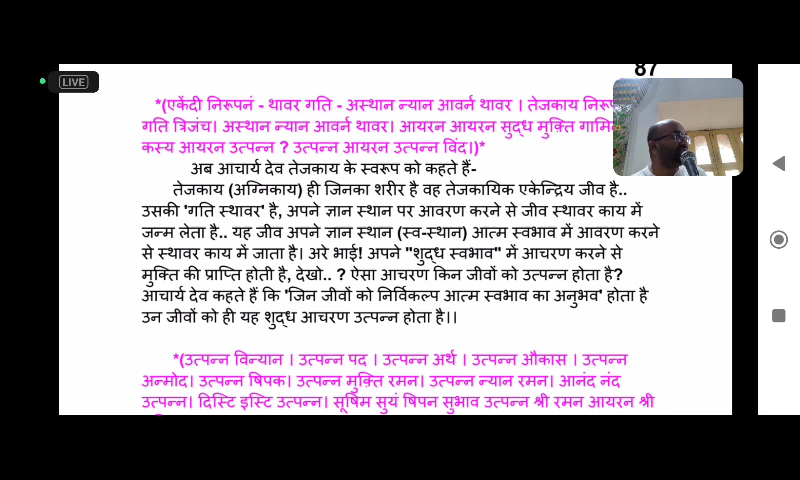 87
LIVE
*(एकेंदी निरूपनं - थावर गति - अस्थान न्यान आवर्न थावर । तेजकाय
गति त्रिजंच। अस्थान न्यान आवर्न थावर। आयरन आयरन सुद्ध मुक्ति
कस्य आयरन उत्पन्न ? उत्पन्न आयरन उत्पन्न विंद।)*
अब आचार्य देव तेजकाय के स्वरूप को कहते हैं-
तेजकाय (अग्निकाय) ही जिनका शरीर है वह तेजकायिक एकेन्द्रिय जीव है..
उसकी 'गति स्थावर' है, अपने ज्ञान स्थान पर आवरण करने से जीव स्थावर काय में
जन्म लेता है.. यह जीव अपने ज्ञान स्थान (स्व-स्थान) आत्म स्वभाव में आवरण करने
से स्थावर काय में जाता है। अरे भाई! अपने "शुद्ध स्वभाव" में आचरण करने से
मुक्ति की प्राप्ति होती है, देखो.. ? ऐसा आचरण किन जीवों को उत्पन्न होता है?
आचार्य देव कहते हैं कि 'जिन जीवों को निर्विकल्प आत्म स्वभाव का अनुभव' होता है
उन जीवों को ही यह शुद्ध आचरण उत्पन्न होता है।।
*(उत्पन्न विन्यान । उत्पन्न पद । उत्पन्न अर्थ । उत्पन्न औकास । उत्पन्न
अन्मोद। उत्पन्न षिपक। उत्पन्न मुक्ति रमन। उत्पन्न न्यान रमन। आनंद नंद
उत्पन्न। दिस्टि इस्टि उत्पन्न। सूषिम सुयं षिपन सुभाव उत्पन्न श्री रमन आयरन श्री